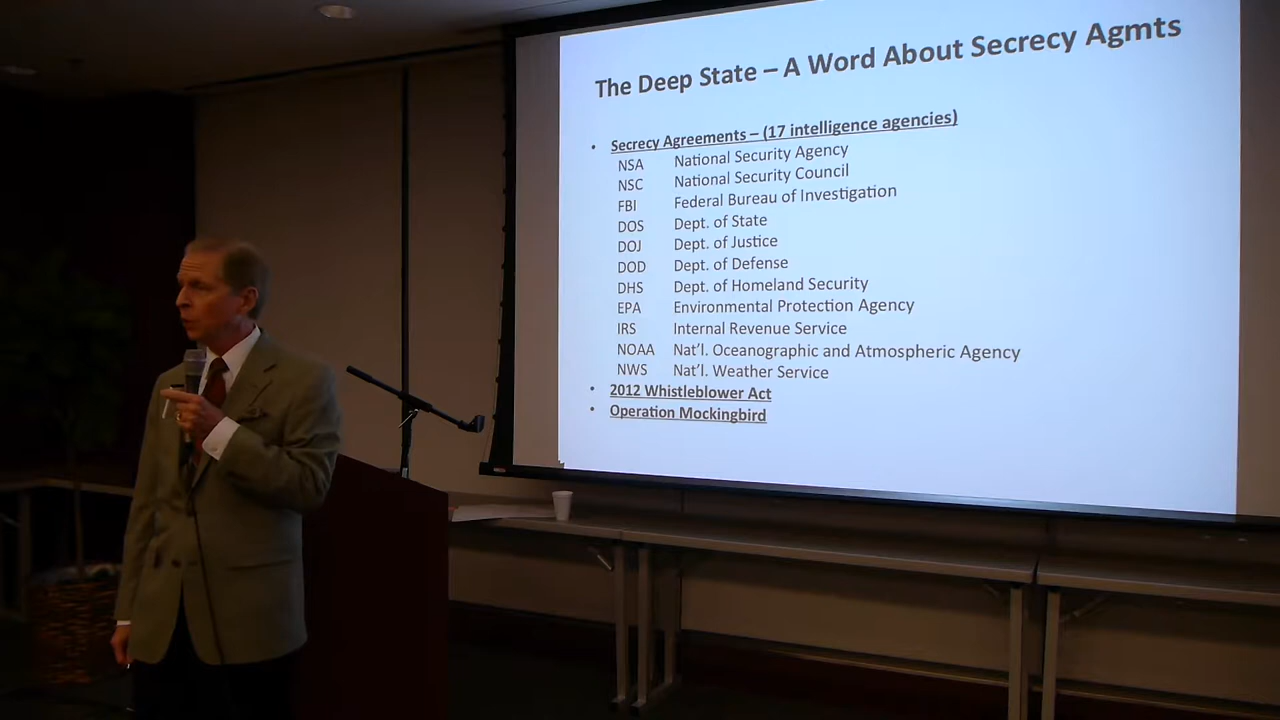 The Deep State – A Word About Secrecy Agmts
• Secrecy Agreements – (17 intelligence agencies)
NSA National Security Agency
NSC National Security Council
FBI Federal Bureau of Investigation
DOS Dept. of State
DOJ Dept. of Justice
DOD Dept. of Defense
DHS Dept. of Homeland Security
EPA Environmental Protection Agency
IRS Internal Revenue Service
NOAA Nat'l. Oceanographic and Atmospheric Agency
NWS Nat'l. Weather Service
• 2012 Whistleblower Act
• Operation Mockingbird